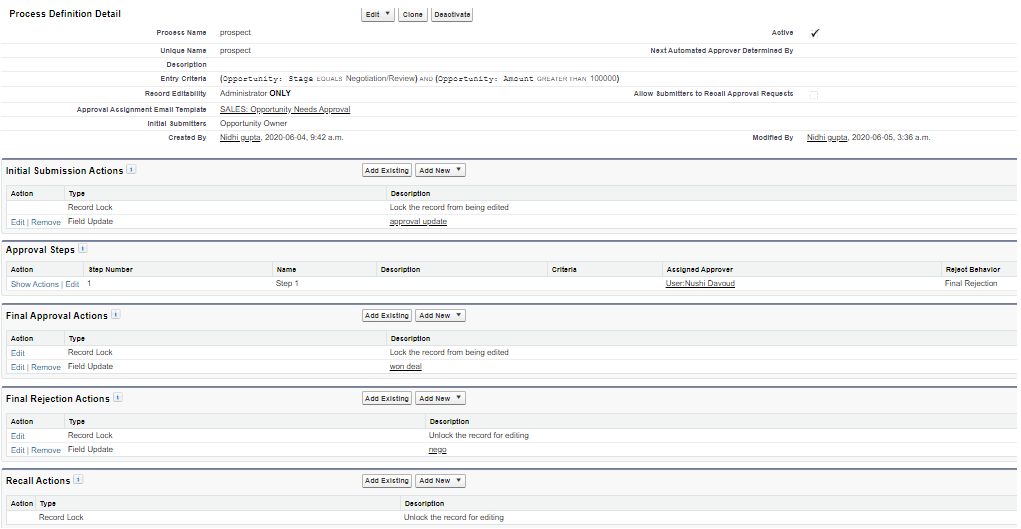 Process Definition Detail Edit Clone Deactivate
Process Name prospect Active
Unique Name prospect Next Automated Approver Determined By
Description
Entry Criteria (Opportunity: Stage EQUALS Negotiation/Review) AND (Opportunity: Amount GREATER THAN 100000)
Record Editability Administrator ONLY Allow Submitters to Recall Approval Requests
Approval Assignment Email Template SALES: Opportunity Needs Approval
Initial Submitters Opportunity Owner
Created By Nidhi gupta, 2020-06-04, 9:42 a.m. Modified By Nidhi gupta, 2020-06-05, 3:36 a.m.
Initial Submission Actions i Add Existing Add New
Action Type Description
Record Lock Lock the record from being edited
Edit | Remove Field Update approval update
Approval Steps i
Action Step Number Name Description Criteria Assigned Approver Reject Behavior
Show Actions | Edit 1 Step 1 User:Nushi Davoud Final Rejection
Final Approval Actions i Add Existing Add New
Action Type Description
Edit Record Lock Lock the record from being edited
Edit | Remove Field Update won deal
Final Rejection Actions i Add Existing Add New
Action Type Description
Edit Record Lock Unlock the record for editing
Edit | Remove Field Update nego
Recall Actions i Add Existing Add New
Action Type Description
Record Lock Unlock the record for editing